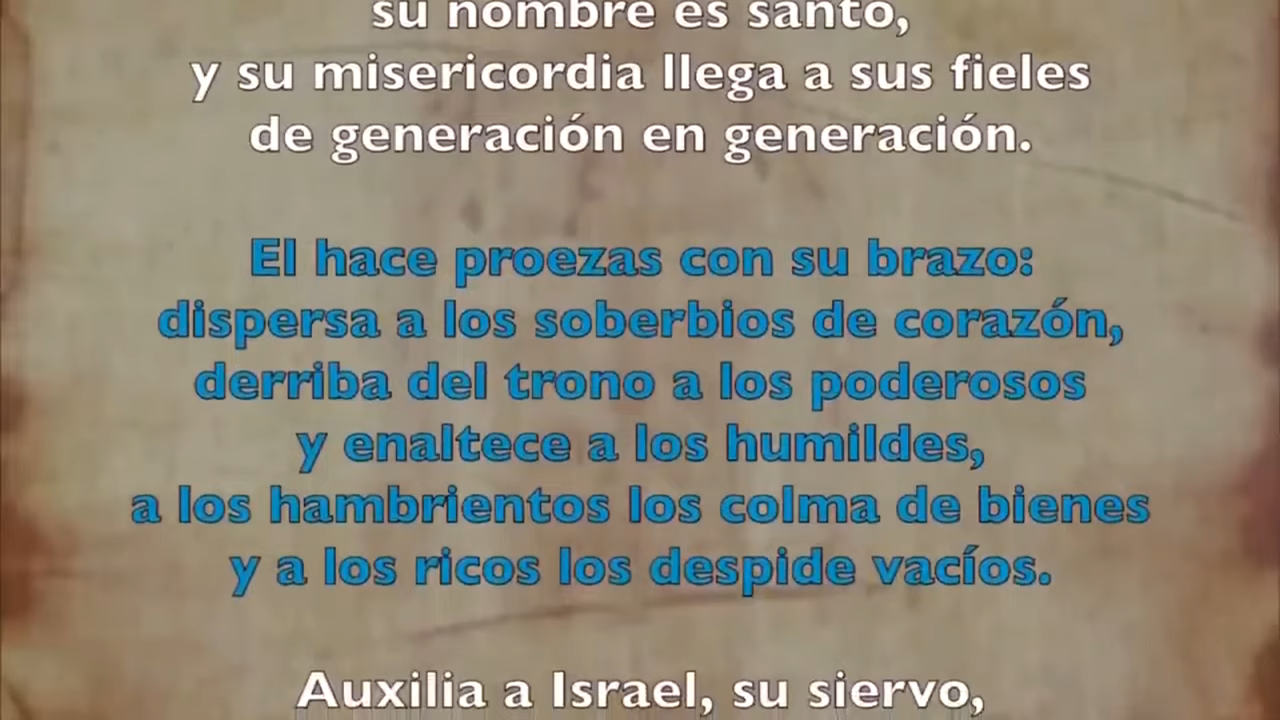 su nombre es santo,
y su misericordia llega a sus fieles
de generación en generación.
El hace proezas con su brazo:
dispersa a los soberbios de corazón,
derriba del trono a los poderosos
y enaltece a los humildes,
a los hambrientos los colma de bienes
y a los ricos los despide vacíos.
Auxilia a Israel, su siervo,